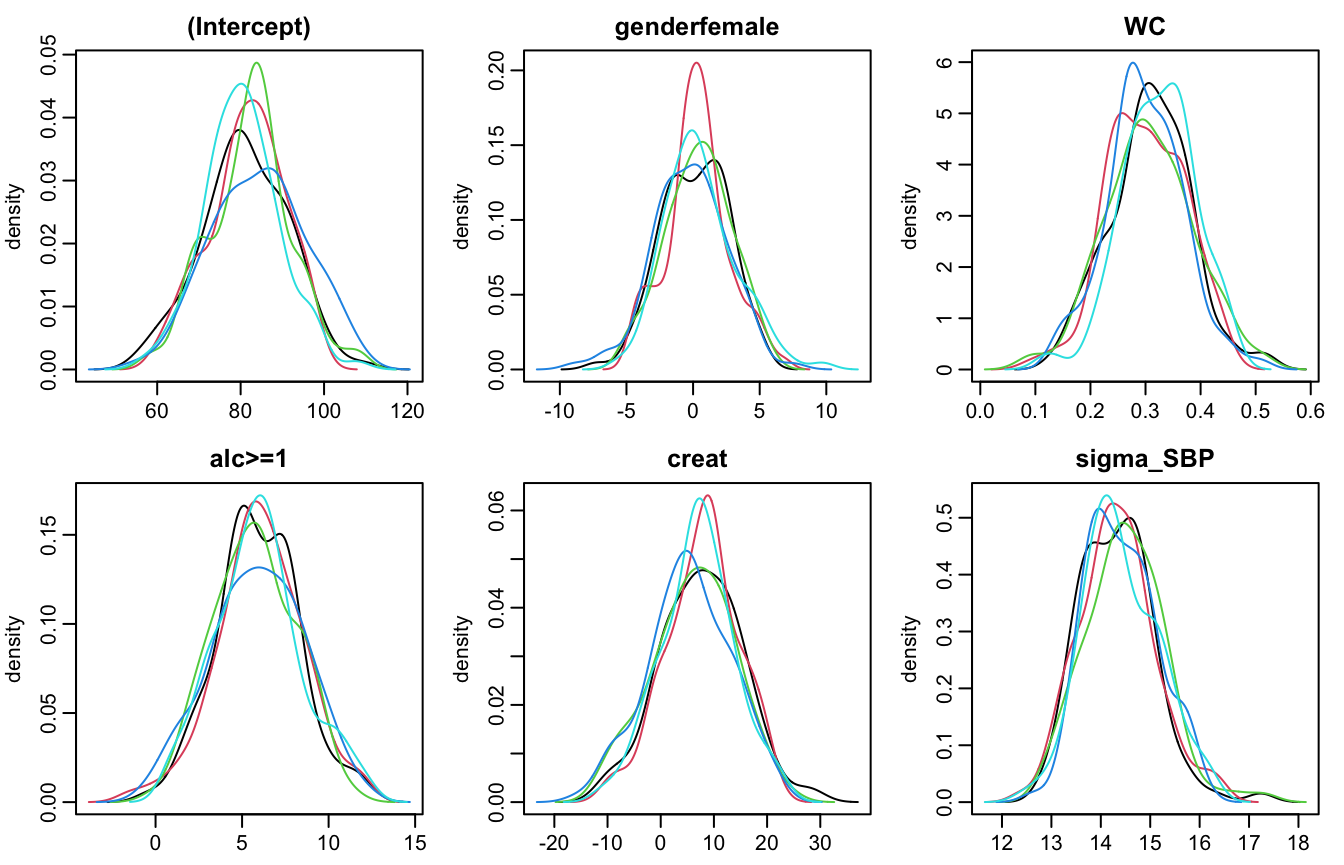 (Intercept)
density
0.00 0.01 0.02 0.03 0.04 0.05
60 80 100 120
genderfemale
density
0.00 0.05 0.10 0.15 0.20
-10 -5 0 5 10
WC
density
0 1 2 3 4 5 6
0.0 0.1 0.2 0.3 0.4 0.5 0.6
alc>=1
density
0.00 0.05 0.10 0.15
0 5 10 15
creat
density
0.00 0.02 0.04 0.06
-20 -10 0 10 20 30
sigma_SBP
density
0.0 0.1 0.2 0.3 0.4 0.5
12 13 14 15 16 17 18